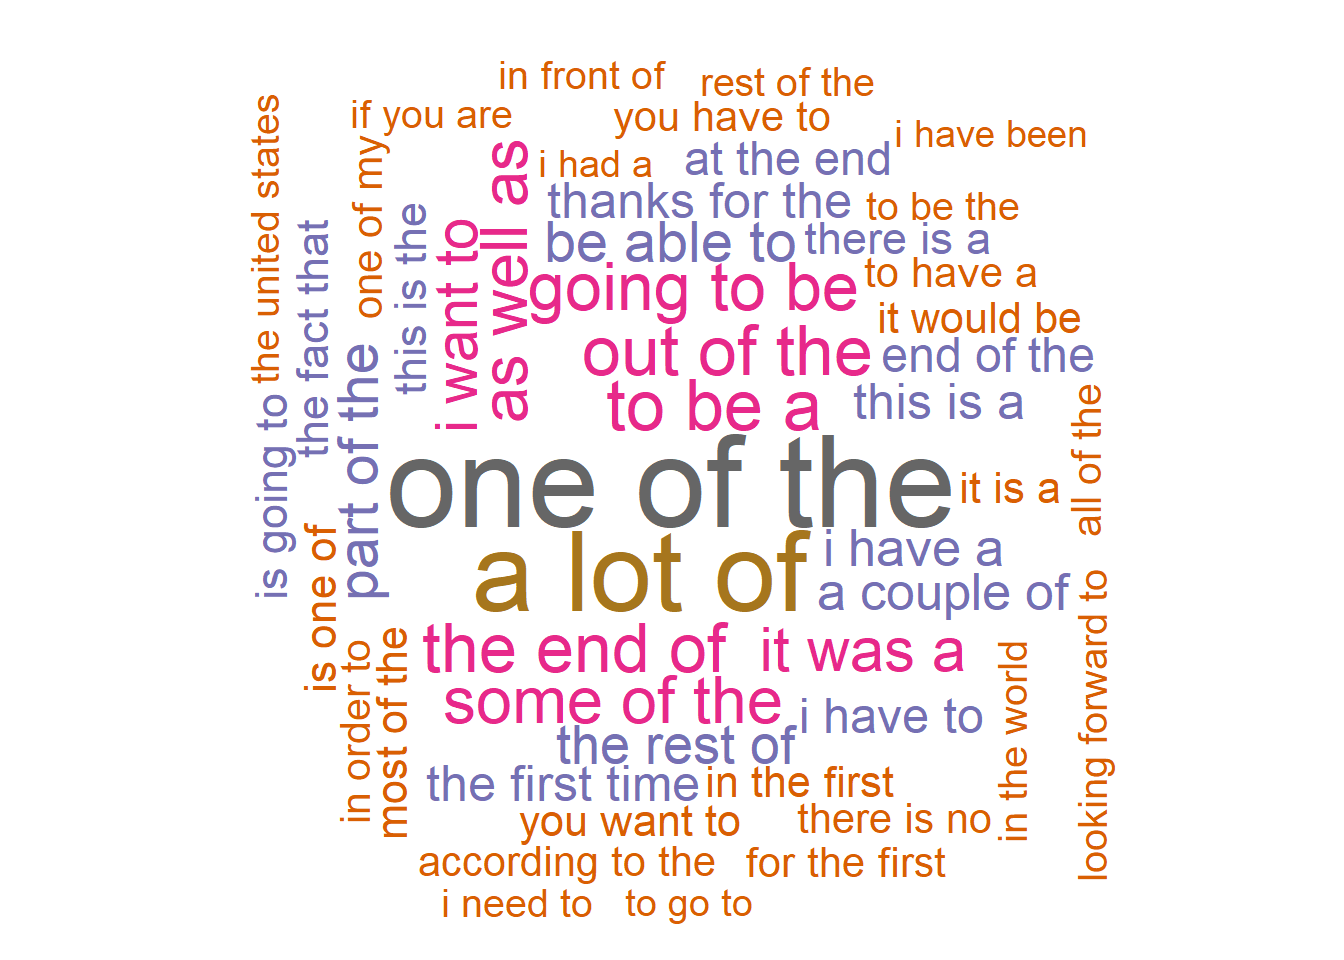 in front of
rest of the
if you are
you have to
i have been
i had a
at the end
thanks for the
to be the
be able to
there is a
going to be
to have a
it would be
out of the
end of the
to be a
this is a
one of the
it is a
a lot of
i have a
a couple of
the end of
it was a
some of the
i have to
the rest of
the first time
in the first
you want to
there is no
according to the
for the first
i need to
to go to
the united states
the fact that
one of my
this is the
i want to
as well as
is going to
part of the
is one of
in order to
most of the
all of the
in the world
looking forward to